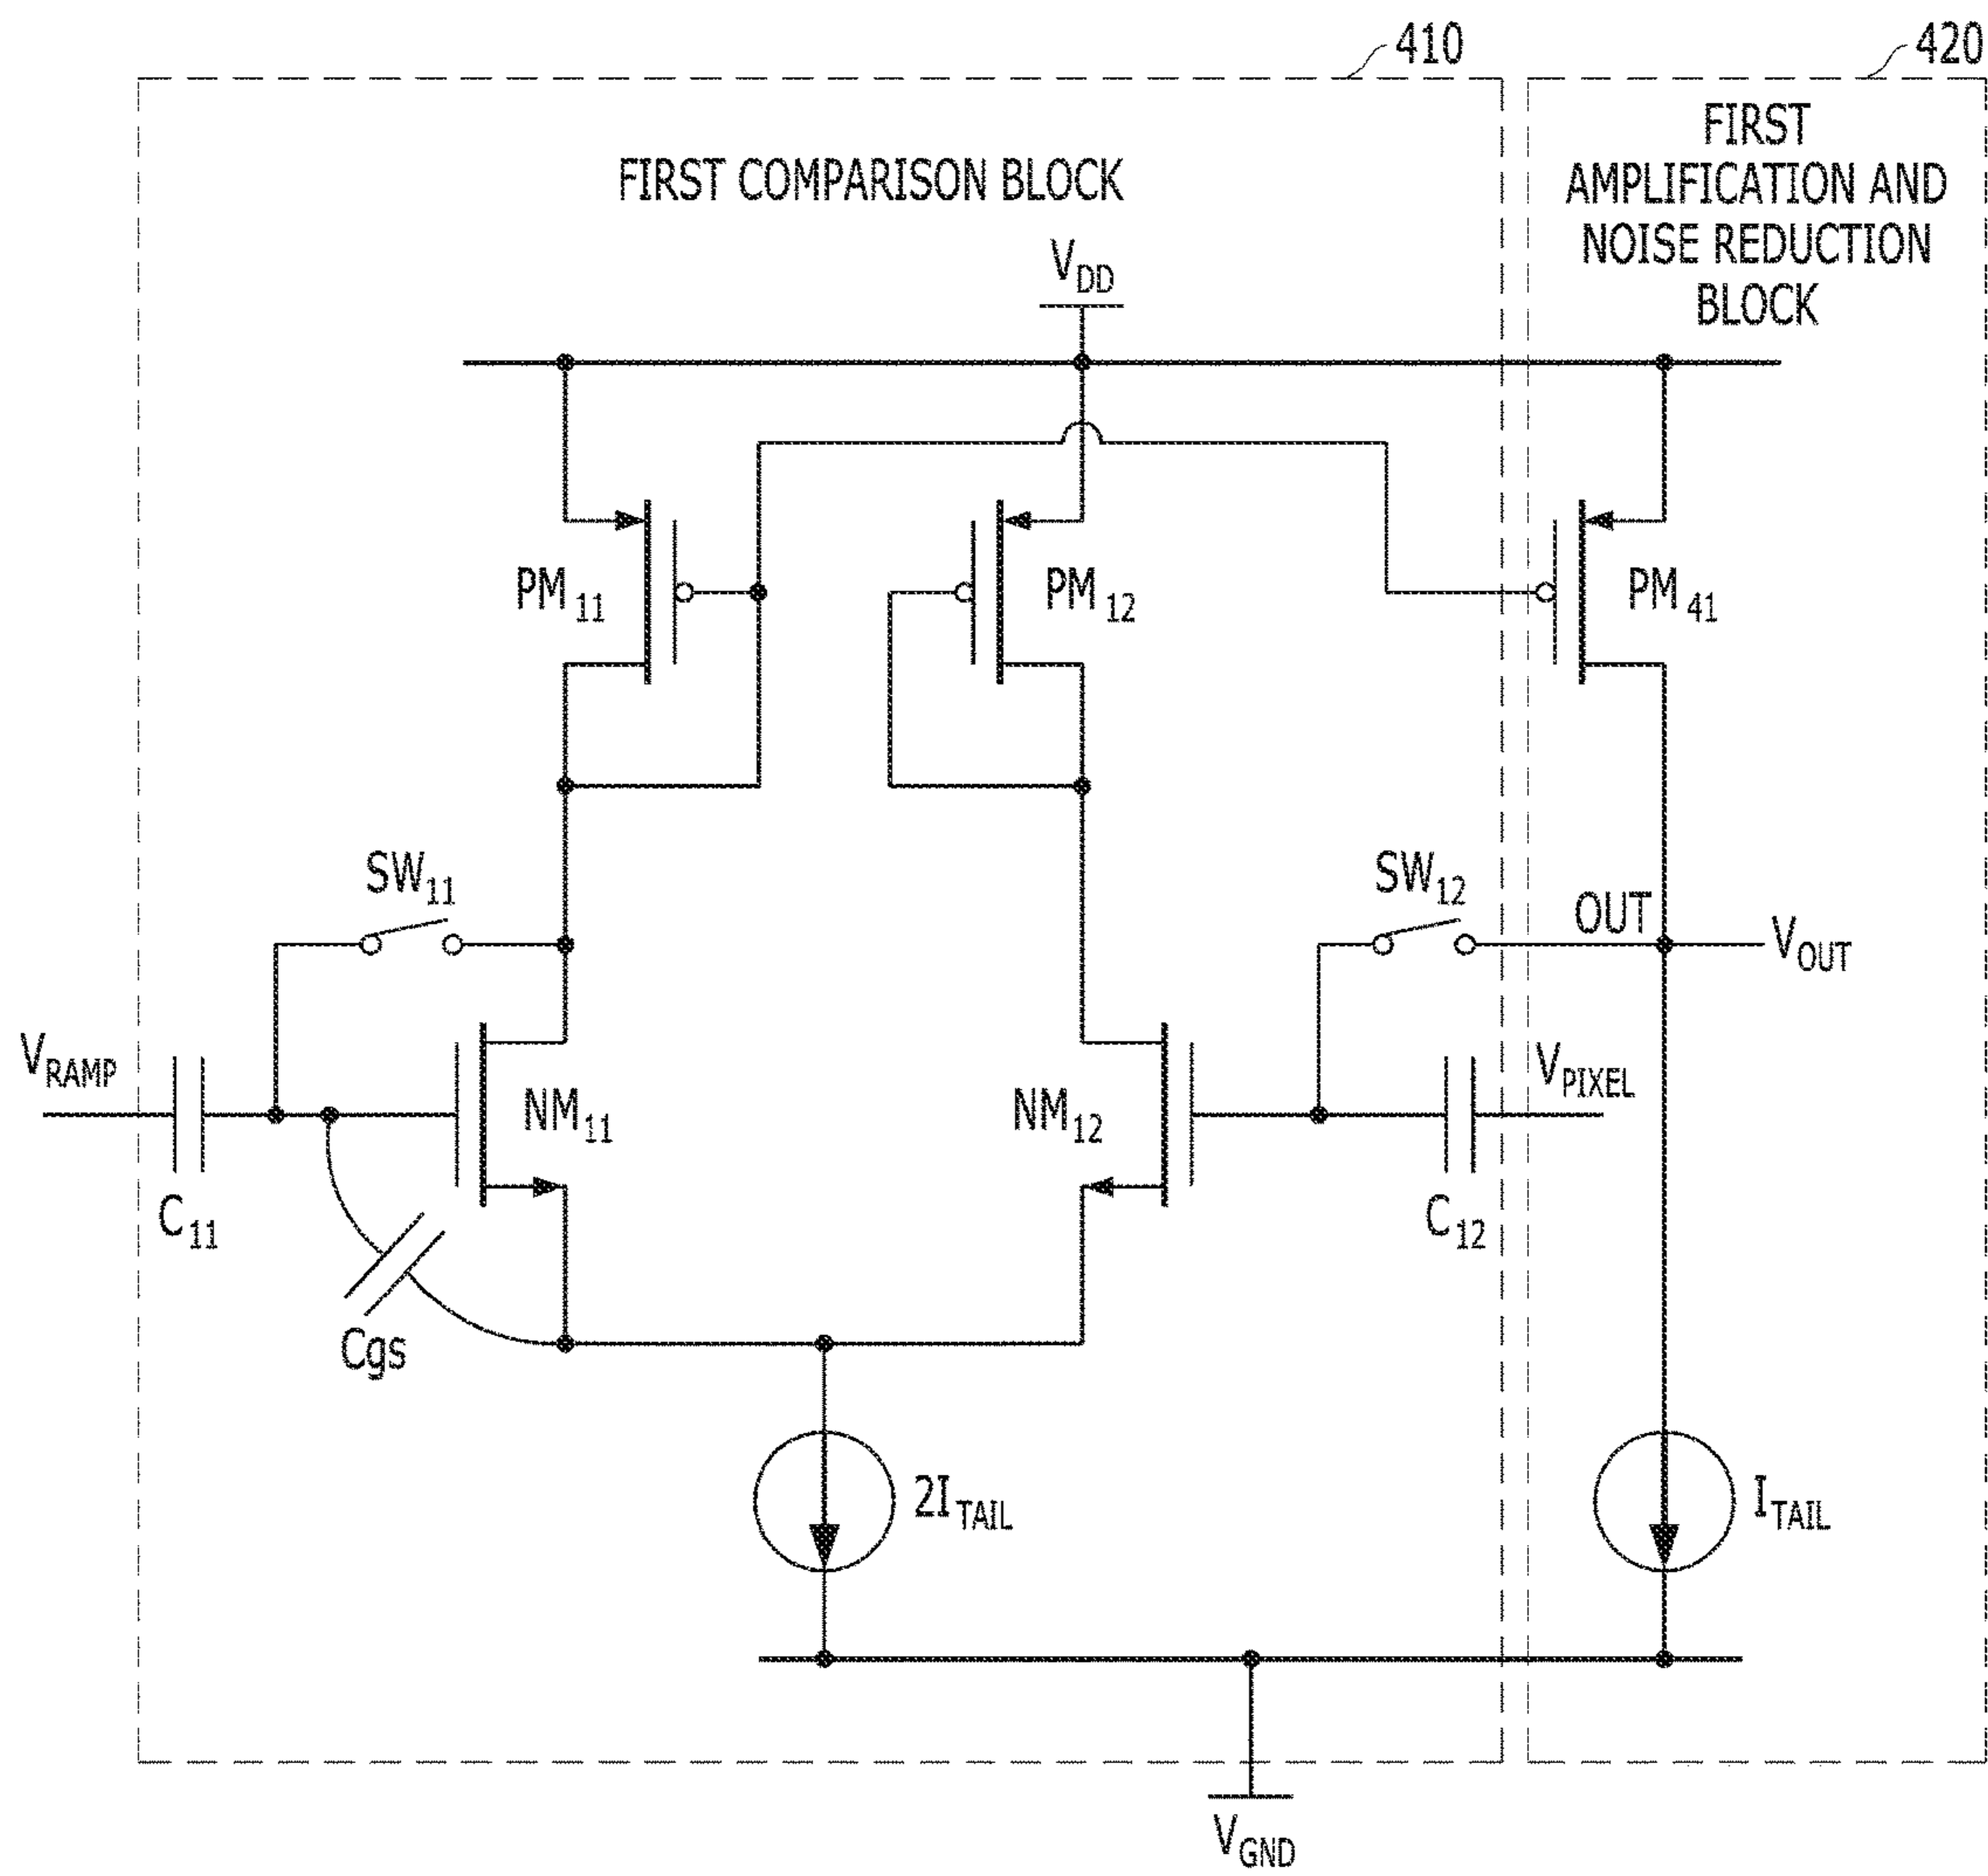 410
420
FIRST COMPARISON BLOCK
FIRST
AMPLIFICATION AND
NOISE REDUCTION
BLOCK
VDD
PM11
PM12
PM41
SW11
SW12
OUT
VOUT
VRAMP
NM11
NM12
VPIXEL
C11
C12
Cgs
2ITAIL
ITAIL
VGND